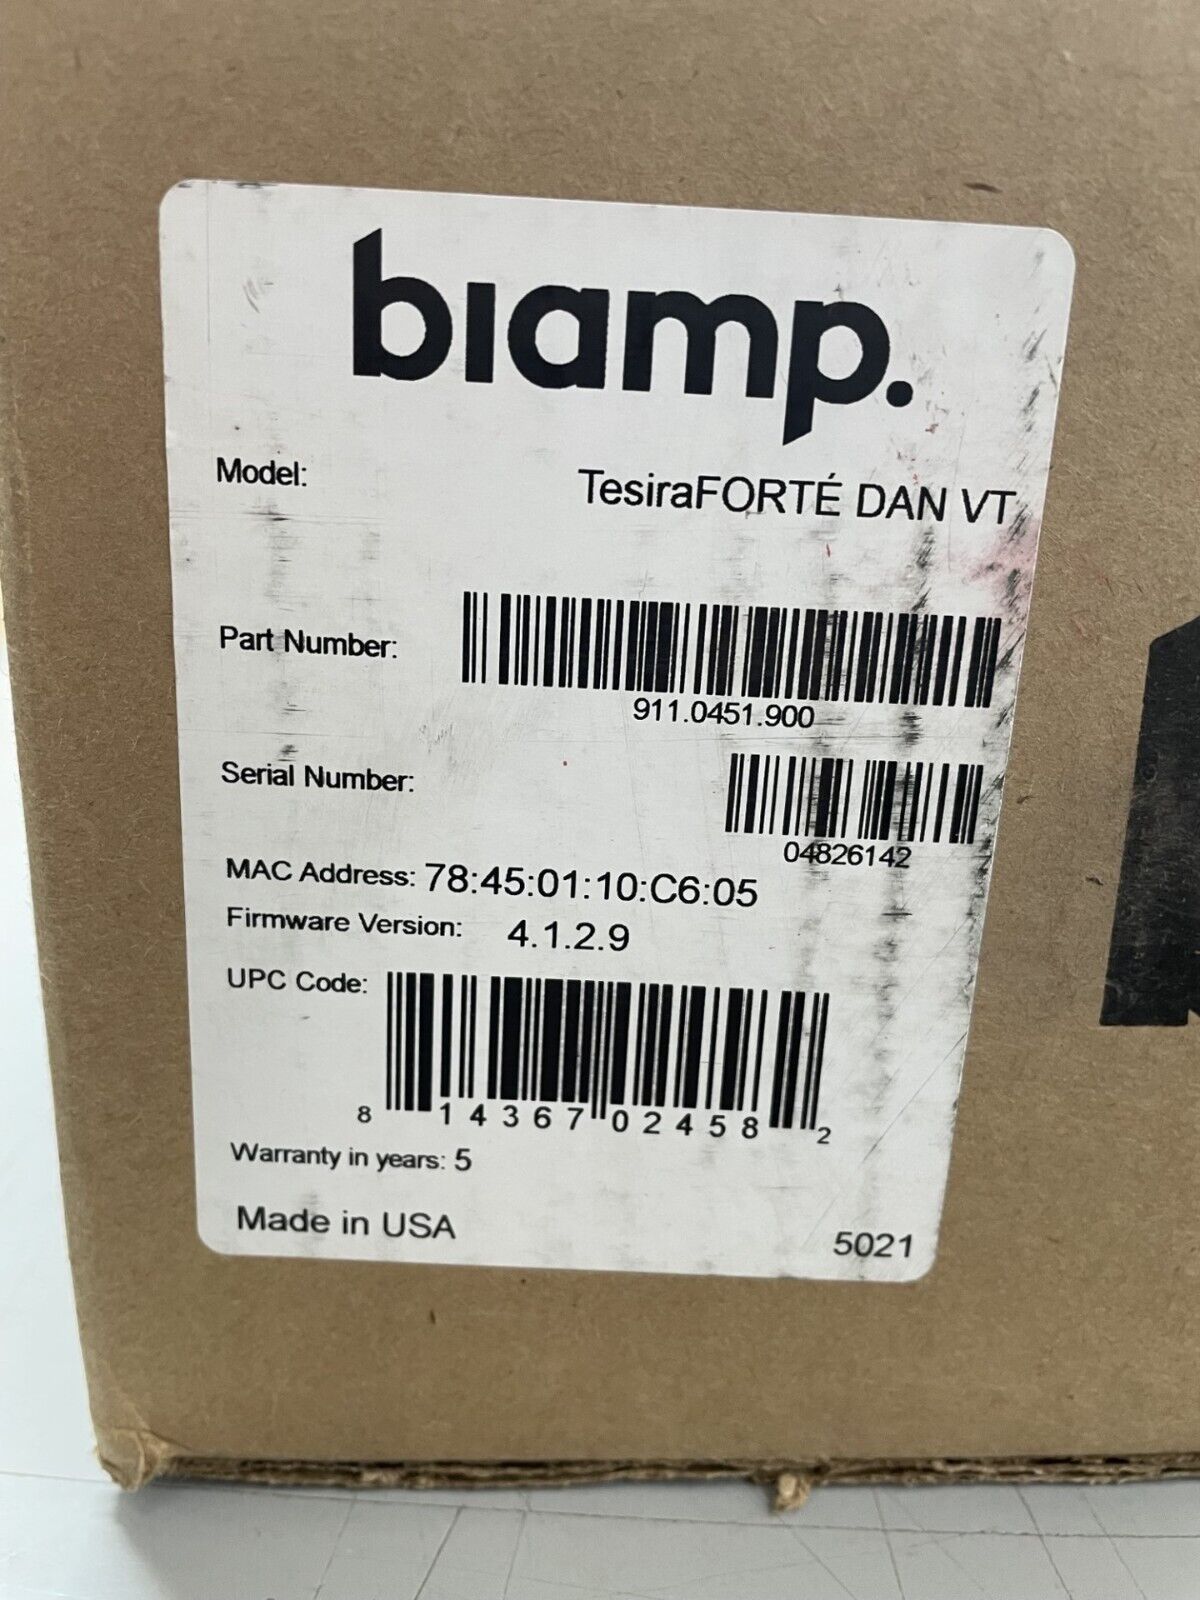 biamp.
Model: TesiraFORTÉ DAN VT
Part Number:
911.0451.900
Serial Number:
04826142
MAC Address: 78:45:01:10:C6:05
Firmware Version: 4.1.2.9
UPC Code:
8 14367 02458 2
Warranty in years: 5
Made in USA 5021